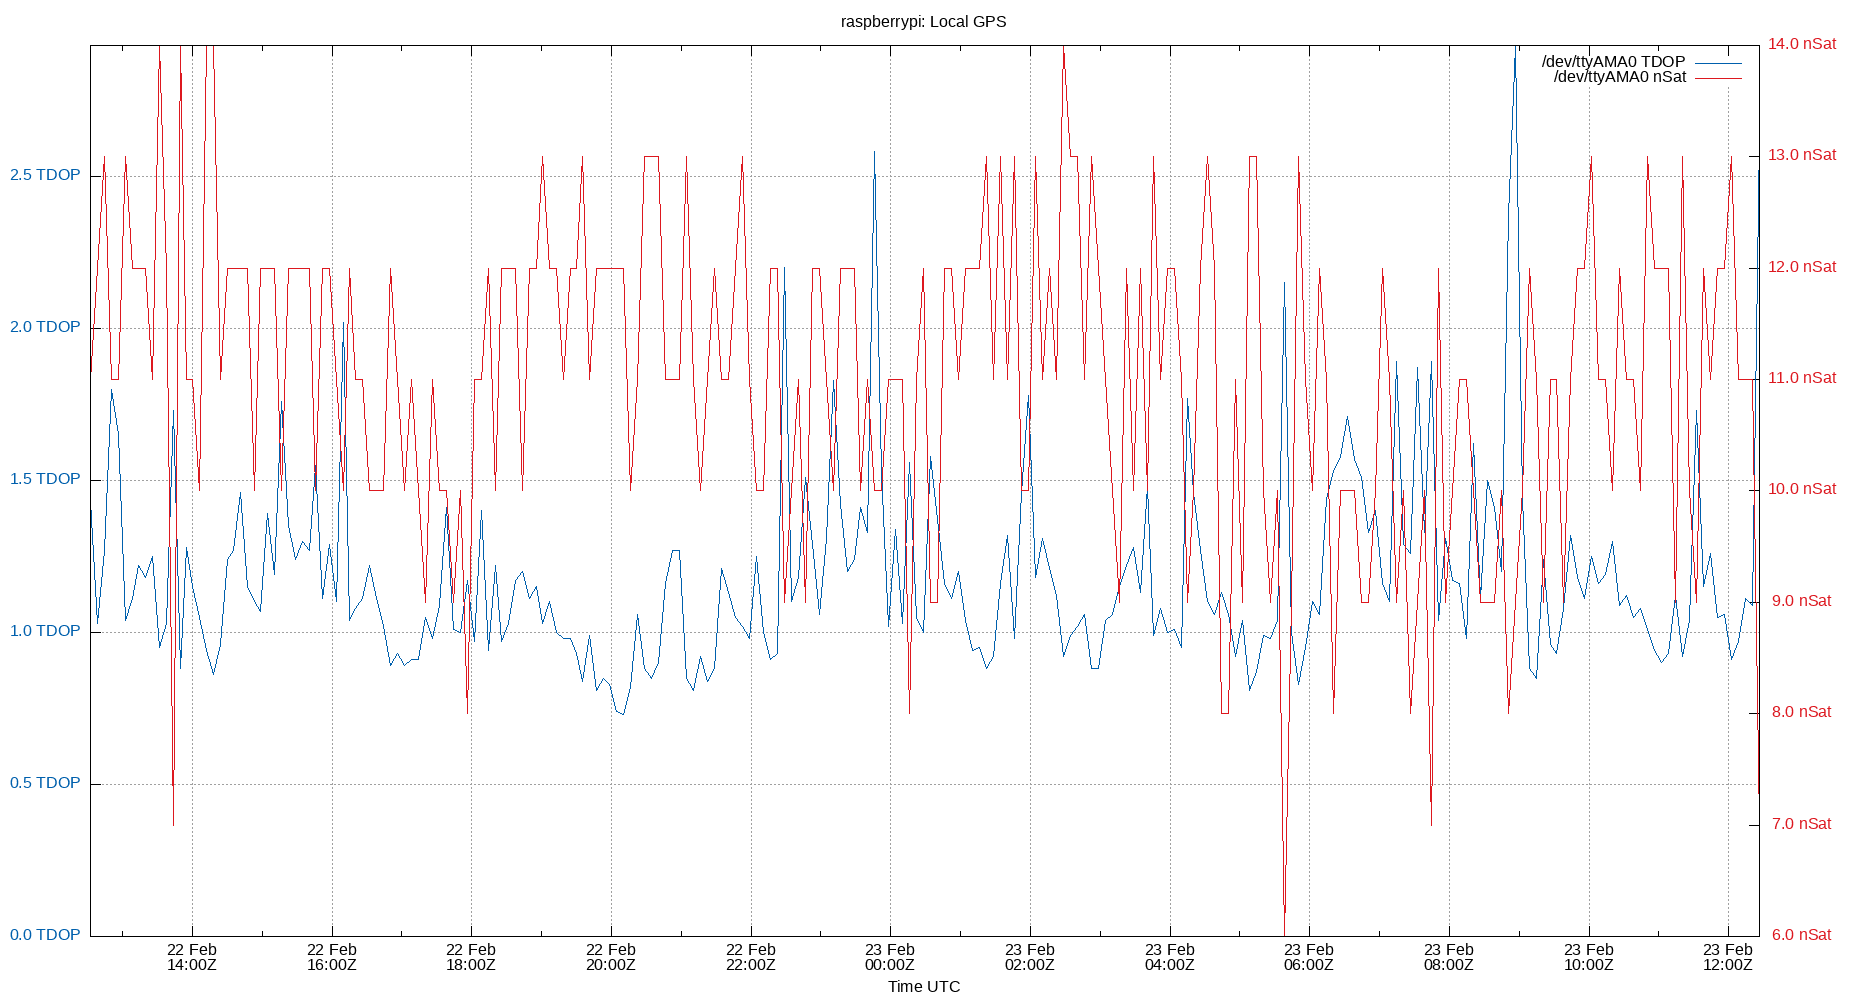 raspberrypi: Local GPS
/dev/ttyAMA0 TDOP
/dev/ttyAMA0 nSat
2.5 TDOP
2.0 TDOP
1.5 TDOP
1.0 TDOP
0.5 TDOP
0.0 TDOP
14.0 nSat
13.0 nSat
12.0 nSat
11.0 nSat
10.0 nSat
9.0 nSat
8.0 nSat
7.0 nSat
6.0 nSat
22 Feb
14:00Z
22 Feb
16:00Z
22 Feb
18:00Z
22 Feb
20:00Z
22 Feb
22:00Z
23 Feb
00:00Z
23 Feb
02:00Z
23 Feb
04:00Z
23 Feb
06:00Z
23 Feb
08:00Z
23 Feb
10:00Z
23 Feb
12:00Z
Time UTC